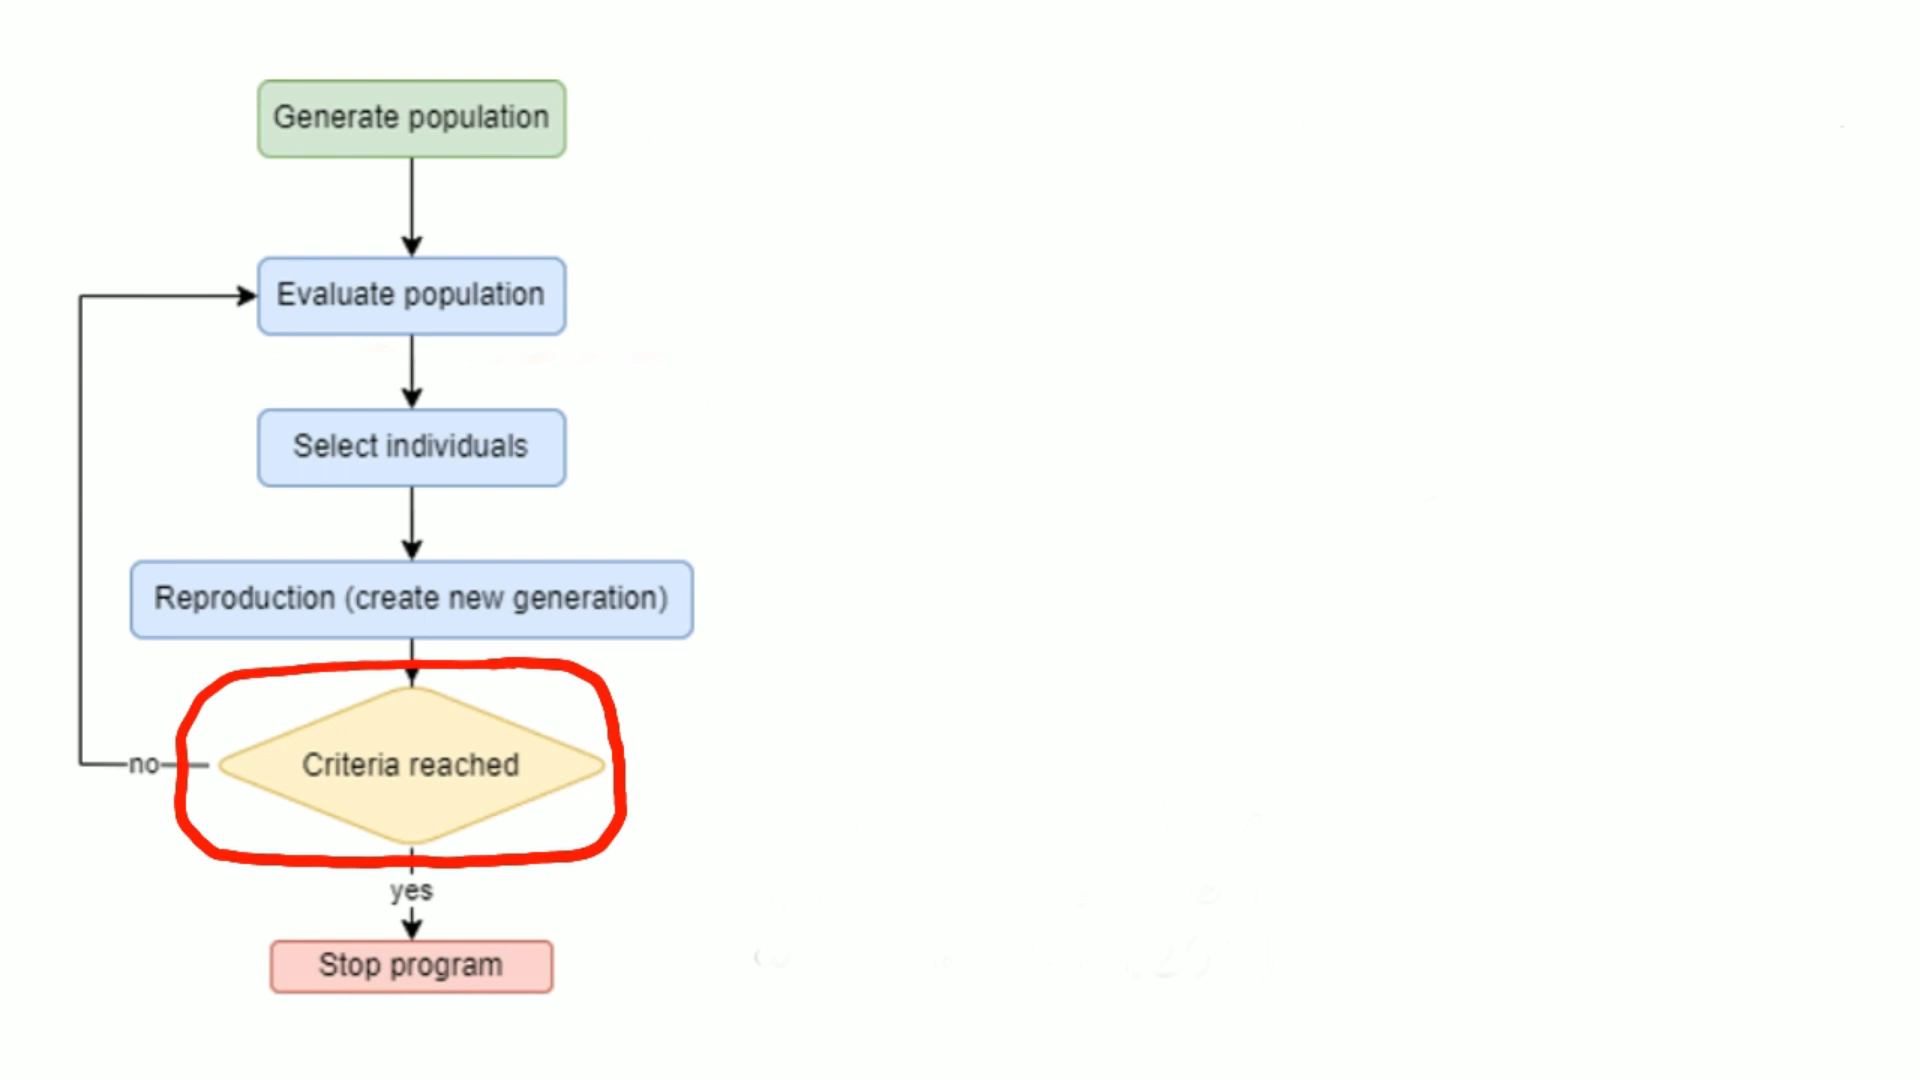 Generate population
Evaluate population
Select individuals
Reproduction (create new generation)
Criteria reached
no
yes
Stop program